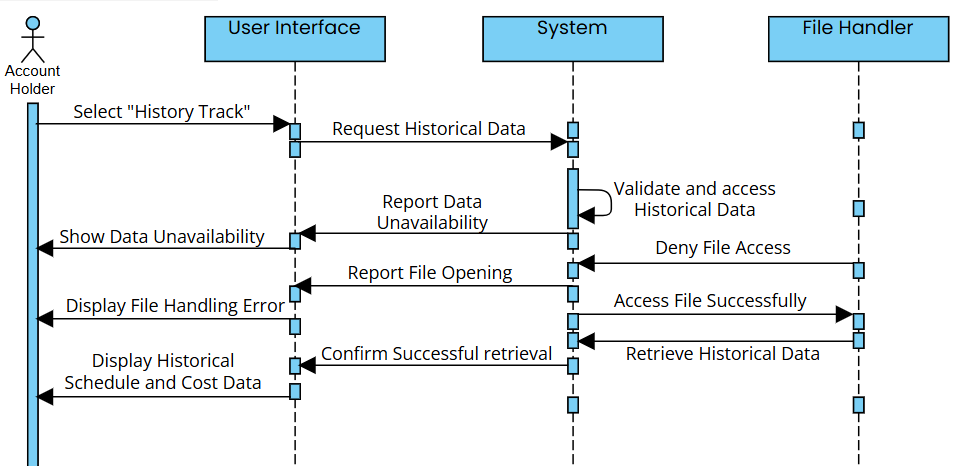 User Interface
System
File Handler
Account
Holder
Select "History Track"
Request Historical Data
Validate and access
Historical Data
Report Data
Unavailability
Show Data Unavailability
Deny File Access
Report File Opening
Display File Handling Error
Access File Successfully
Confirm Successful retrieval
Retrieve Historical Data
Display Historical
Schedule and Cost Data